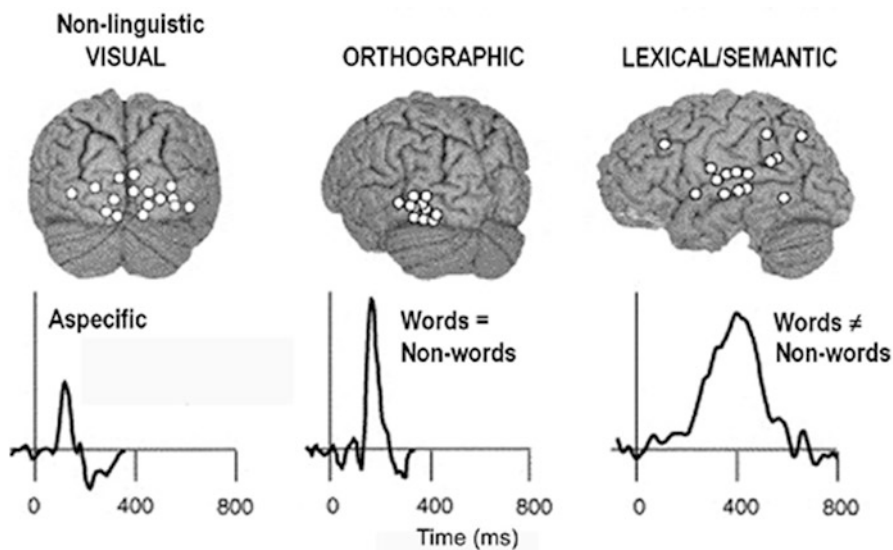 Non-linguistic
VISUAL
ORTHOGRAPHIC
LEXICAL/SEMANTIC
Aspecific
Words =
Non-words
Words ≠
Non-words
0 400 800
0 400 800
0 400 800
Time (ms)